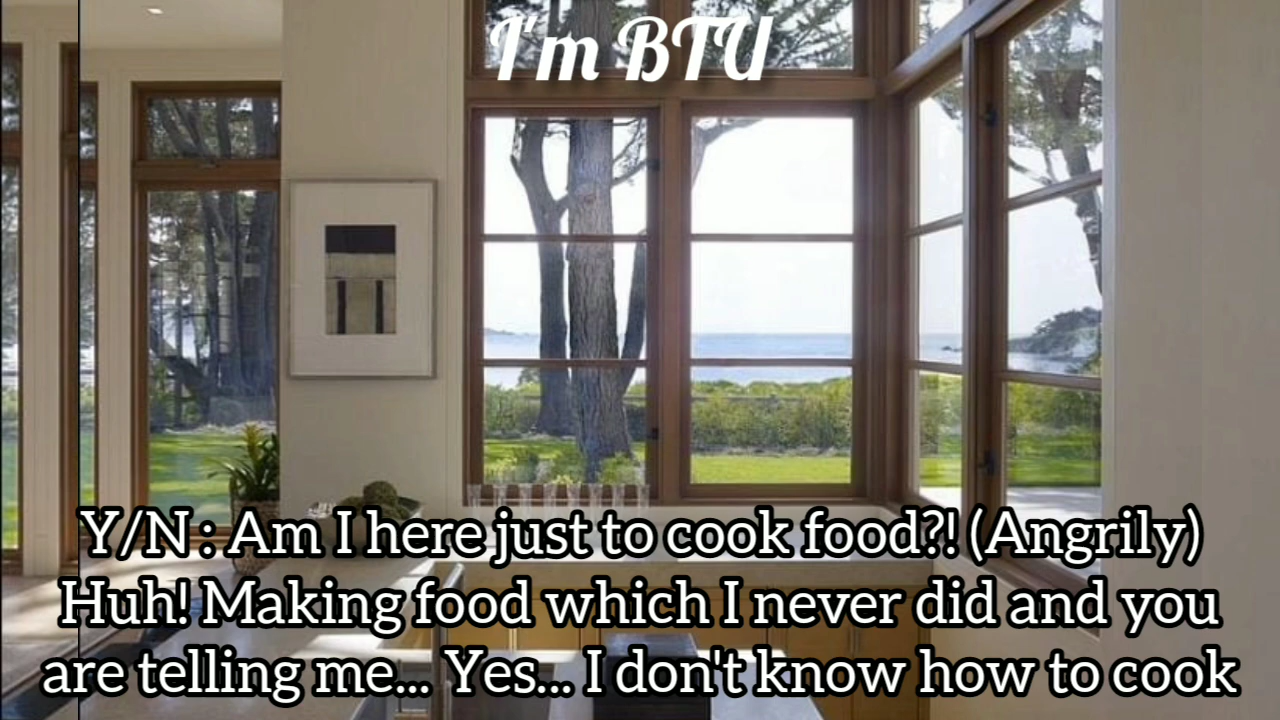 I'm BTU
Y/N : Am I here just to cook food?! (Angrily)
Huh! Making food which I never did and you
are telling me... Yes... I don't know how to cook